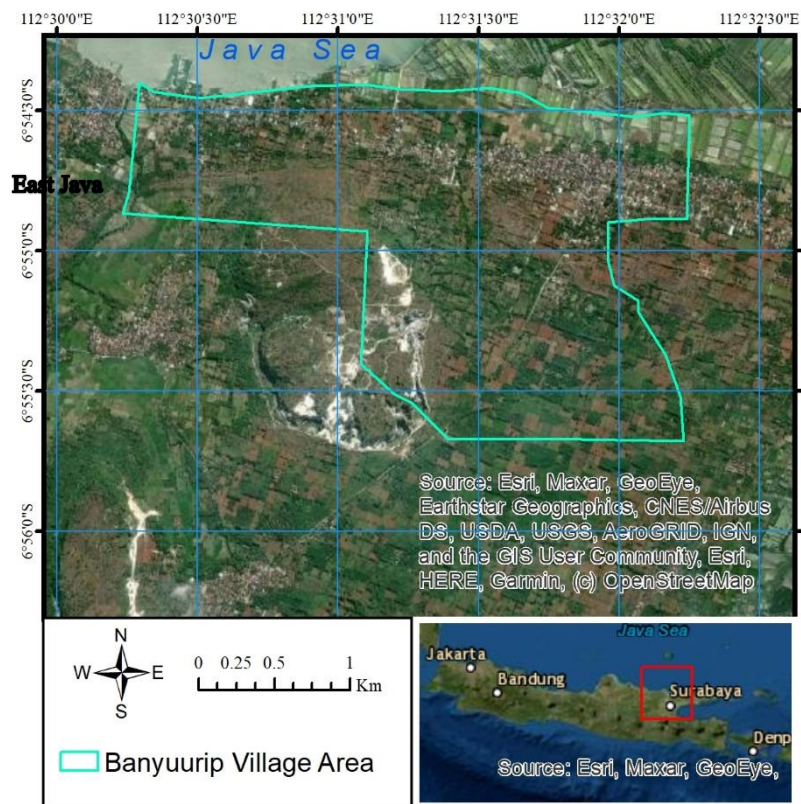 112°30'0"E 112°30'30"E 112°31'0"E 112°31'30"E 112°32'0"E 112°32'30"E
Java Sea
6°54'30"S
East Java
6°55'0"S
6°55'30"S
6°56'0"S
Source: Esri, Maxar, GeoEye,
Earthstar Geographics, CNES/Airbus
DS, USDA, USGS, AeroGRID, IGN,
and the GIS User Community, Esri,
HERE, Garmin, (c) OpenStreetMap
N
W E
S
0 0.25 0.5 1
Km
Banyuurip Village Area
Java Sea
Jakarta
Bandung
Surabaya
Denp
Source: Esri, Maxar, GeoEye,